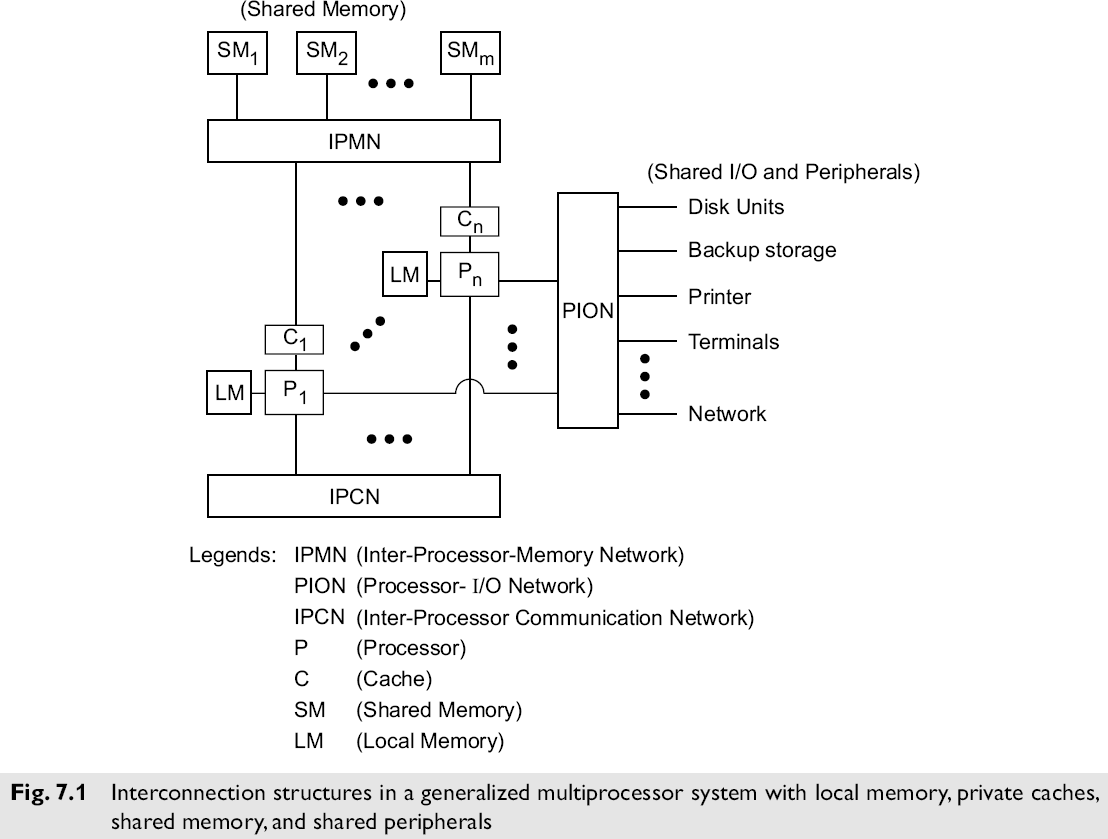 (Shared Memory)
SM1 SM2 SMm
IPMN
(Shared I/O and Peripherals)
Disk Units
Cn
Backup storage
LM Pn
Printer
PION
Terminals
C1
LM P1
Network
IPCN
Legends: IPMN (Inter-Processor-Memory Network)
PION (Processor- I/O Network)
IPCN (Inter-Processor Communication Network)
P (Processor)
C (Cache)
SM (Shared Memory)
LM (Local Memory)
Fig. 7.1 Interconnection structures in a generalized multiprocessor system with local memory, private caches,
shared memory, and shared peripherals